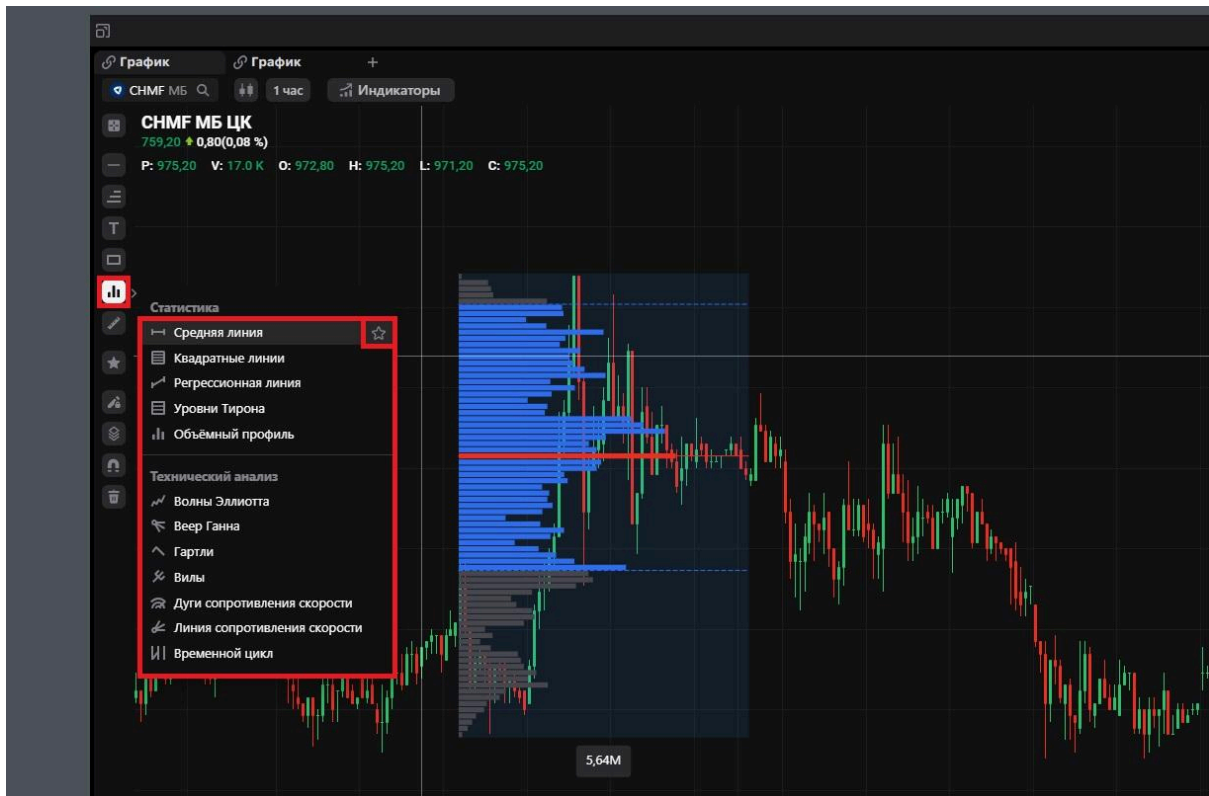 График График +
CHMF МБ 1 час Индикаторы
CHMF МБ ЦК
759,20 0,80(0,08 %)
P: 975,20 V: 17.0 K O: 972,80 H: 975,20 L: 971,20 C: 975,20
T
Статистика
Средняя линия
Квадратные линии
Регрессионная линия
Уровни Тирона
Объёмный профиль
Технический анализ
Волны Эллиотта
Веер Ганна
Гартли
Вилы
Дуги сопротивления скорости
Линия сопротивления скорости
Временной цикл
5,64M